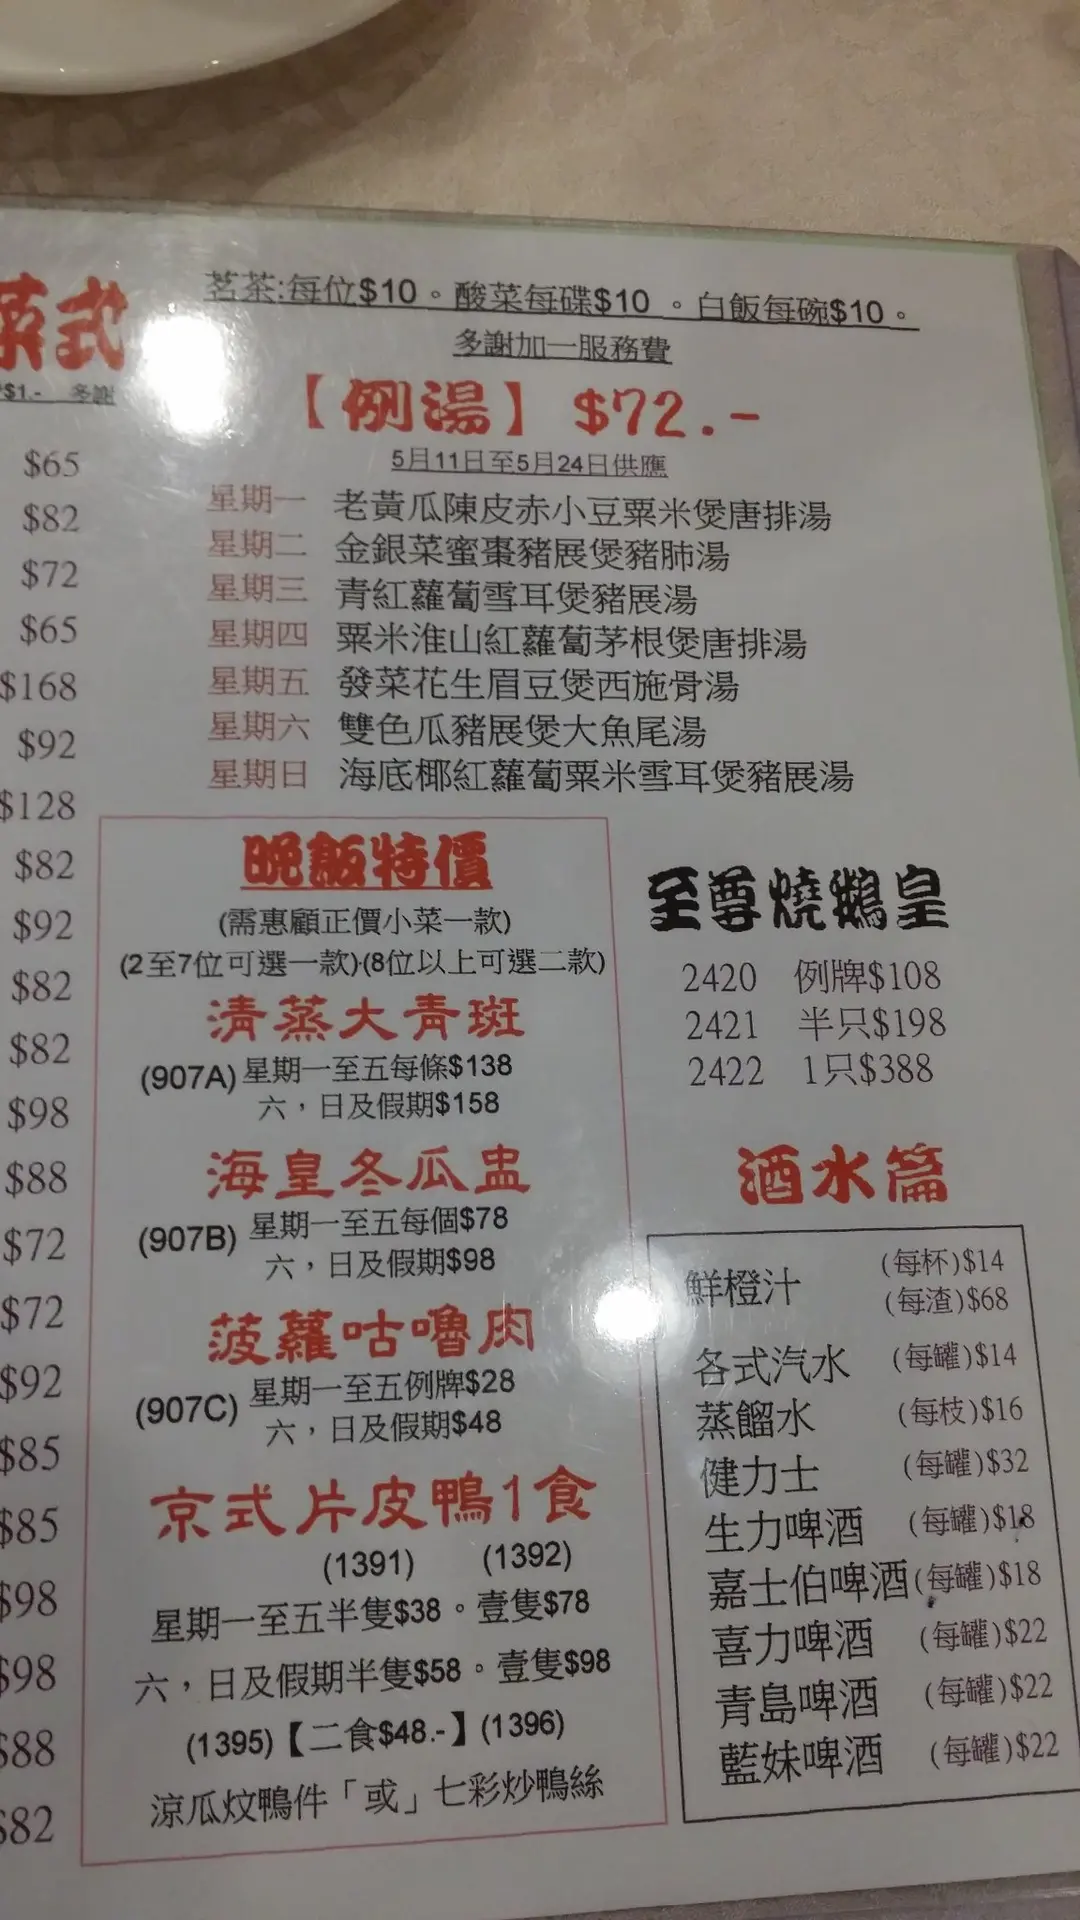 茗茶:每位$10。酸菜每碟$10 。白飯每碗$10。
多謝加一服務費
菜式
$1.- 多謝
$65
$82
$72
$65
$168
$92
$128
$82
$92
$82
$82
$98
$88
$72
$72
$92
$85
$85
$98
$98
$88
$82
【例湯】$72.-
5月11日至5月24日供應
星期一 老黃瓜陳皮赤小豆粟米煲唐排湯
星期二 金銀菜蜜棗豬展煲豬肺湯
星期三 青紅蘿蔔雪耳煲豬展湯
星期四 粟米淮山紅蘿蔔茅根煲唐排湯
星期五 發菜花生眉豆煲西施骨湯
星期六 雙色瓜豬展煲大魚尾湯
星期日 海底椰紅蘿蔔粟米雪耳煲豬展湯
晚飯特價
(需惠顧正價小菜一款)
(2至7位可選一款)·(8位以上可選二款)
清蒸大青斑
(907A) 星期一至五每條$138
六，日及假期$158
海皇冬瓜盅
(907B) 星期一至五每個$78
六，日及假期$98
菠蘿咕嚕肉
(907C) 星期一至五例牌$28
六，日及假期$48
京式片皮鴨1食
(1391) (1392)
星期一至五半隻$38。壹隻$78
六，日及假期半隻$58。壹隻$98
(1395)【二食$48.-】(1396)
涼瓜炆鴨件「或」七彩炒鴨絲
至尊燒鵝皇
2420 例牌$108
2421 半只$198
2422 1只$388
酒水篇
鮮橙汁 (每杯)$14
(每渣)$68
各式汽水 (每罐)$14
蒸餾水 (每枝)$16
健力士 (每罐)$32
生力啤酒 (每罐)$18
嘉士伯啤酒(每罐)$18
喜力啤酒 (每罐)$22
青島啤酒 (每罐)$22
藍妹啤酒 (每罐)$22